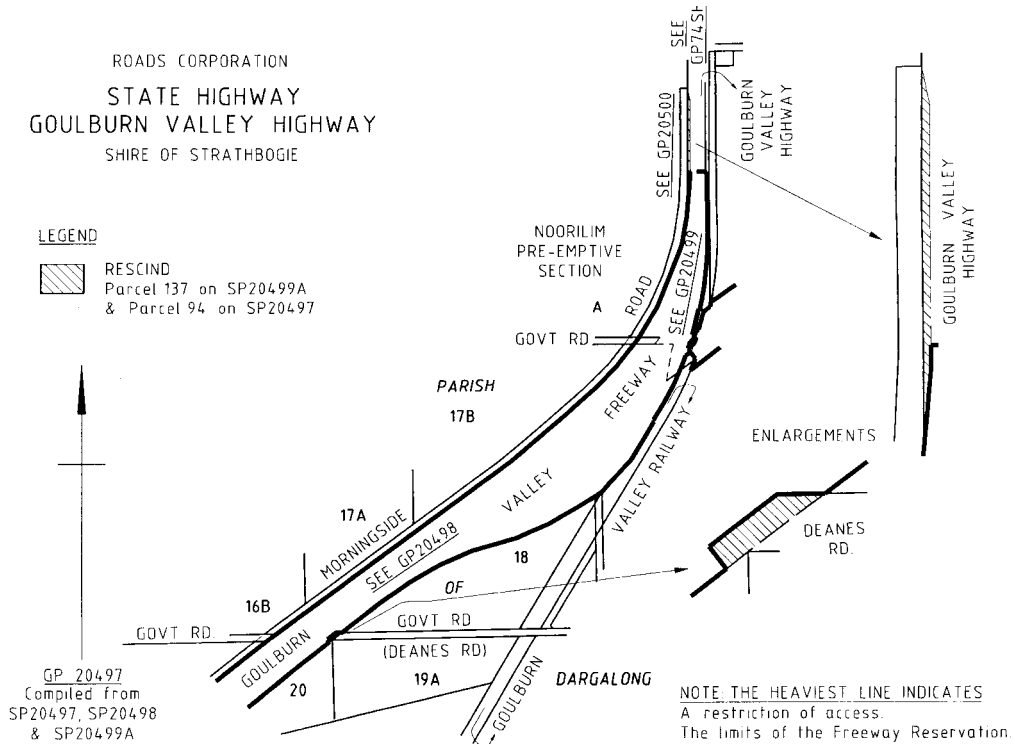 ROADS CORPORATION
STATE HIGHWAY
GOULBURN VALLEY HIGHWAY
SHIRE OF STRATHBOGIE
LEGEND
RESCIND
Parcel 137 on SP20499A
& Parcel 94 on SP20497
SEE
GP74SH
SEE GP20500
GOULBURN
VALLEY
HIGHWAY
GOULBURN VALLEY
HIGHWAY
NOORILIM
PRE-EMPTIVE
SECTION
A
ROAD
SEE GP20499
GOVT RD
FREEWAY
PARISH
17B
ENLARGEMENTS
VALLEY
VALLEY RAILWAY
17A
MORNINGSIDE
SEE GP20498
18
DEANES
RD.
OF
16B
GOVT RD.
GOVT RD
(DEANES RD)
GOULBURN
20
19A
GOULBURN
DARGALONG
GP 20497
Compiled from
SP20497, SP20498
& SP20499A
NOTE: THE HEAVIEST LINE INDICATES
A restriction of access.
The limits of the Freeway Reservation.